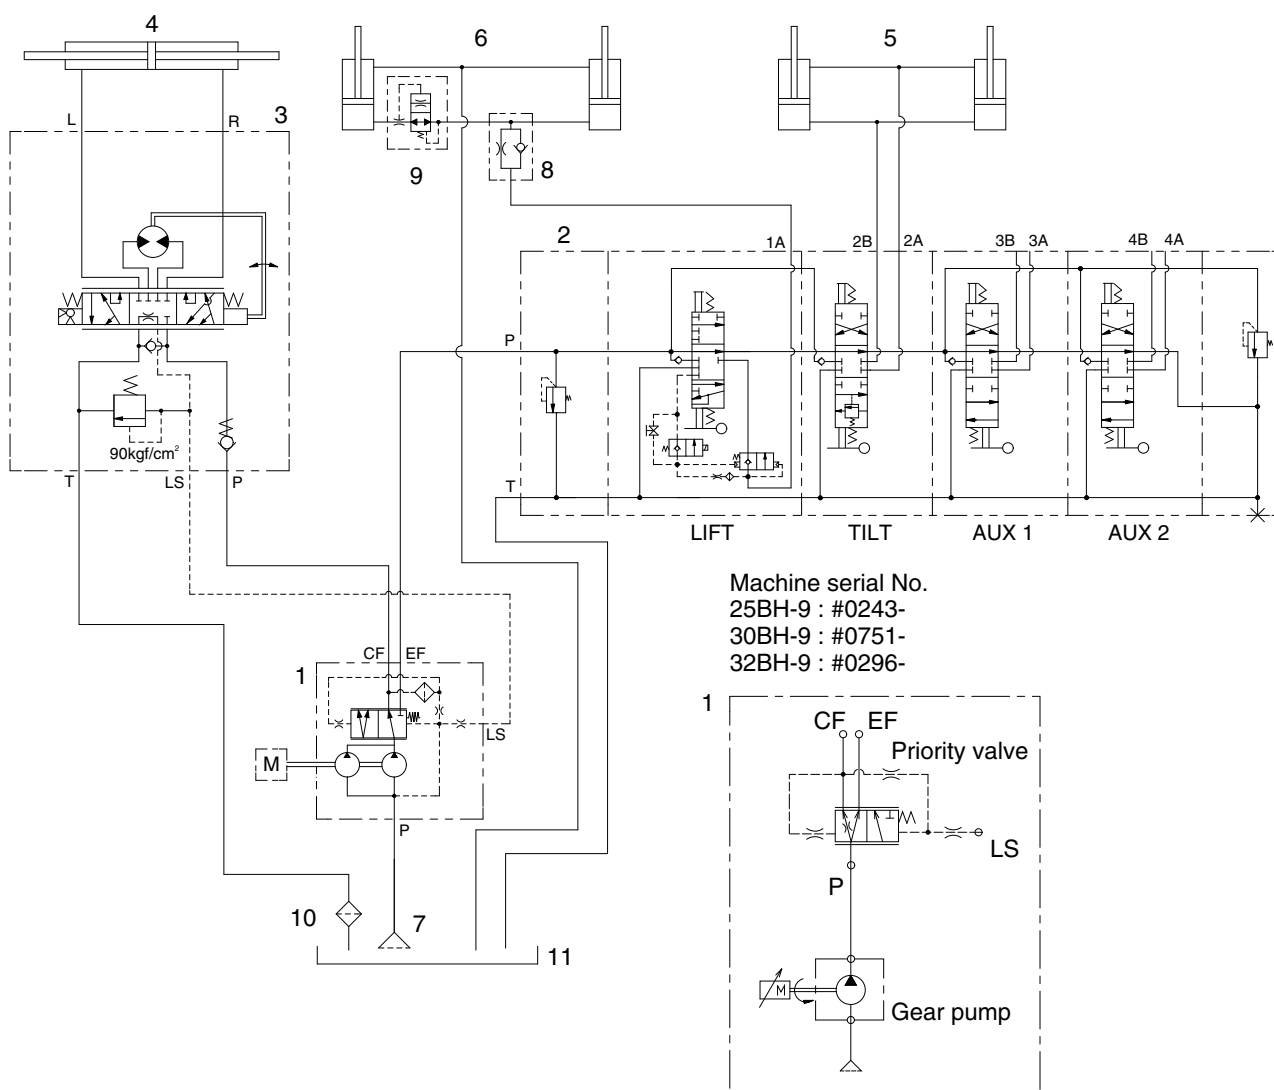 4
6
5
L
R
3
9
8
2
1A
2B
2A
3B
3A
4B
4A
P
90kgf/cm²
T
LS
P
T
LIFT
TILT
AUX 1
AUX 2
Machine serial No.
25BH-9 : #0243-
30BH-9 : #0751-
32BH-9 : #0296-
1
CF
EF
LS
M
P
10
7
11
1
CF
EF
Priority valve
LS
P
M
Gear pump